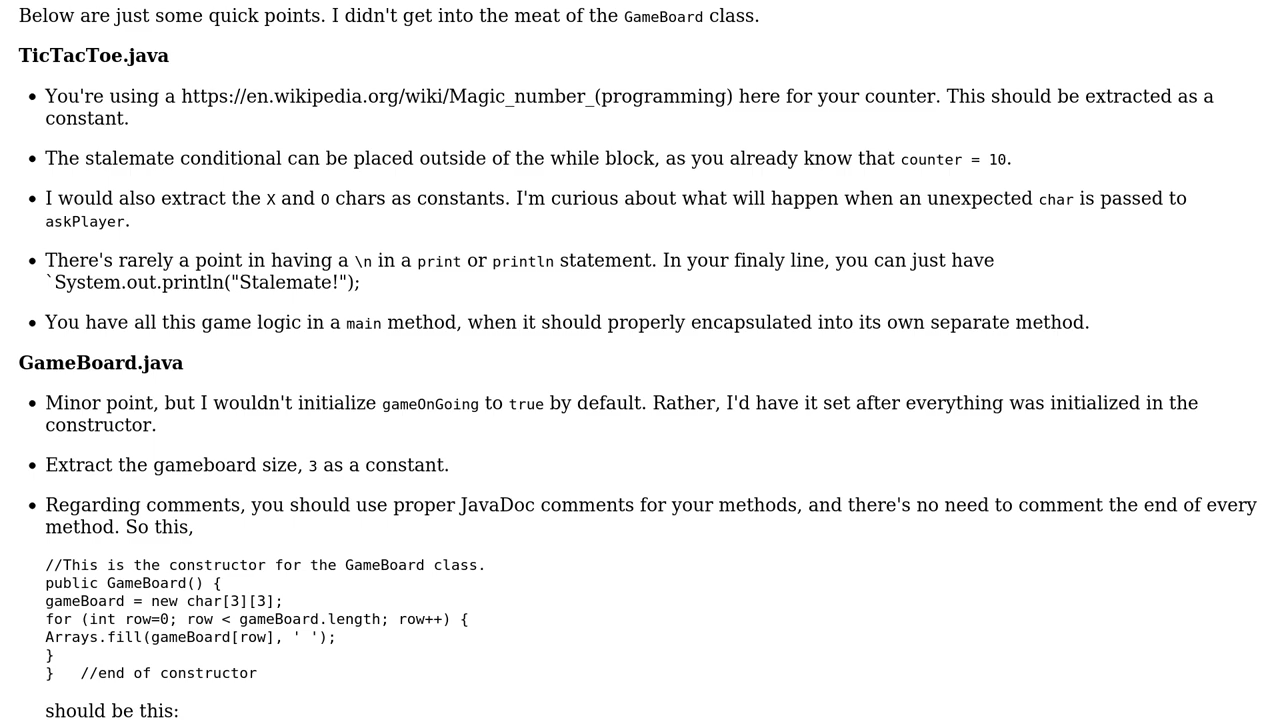 Below are just some quick points. I didn't get into the meat of the GameBoard class.
TicTacToe.java
• You're using a https://en.wikipedia.org/wiki/Magic_number_(programming) here for your counter. This should be extracted as a
constant.
• The stalemate conditional can be placed outside of the while block, as you already know that counter = 10.
• I would also extract the X and O chars as constants. I'm curious about what will happen when an unexpected char is passed to
askPlayer.
• There's rarely a point in having a \n in a print or println statement. In your finaly line, you can just have
`System.out.println("Stalemate!");
• You have all this game logic in a main method, when it should properly encapsulated into its own separate method.
GameBoard.java
• Minor point, but I wouldn't initialize gameOnGoing to true by default. Rather, I'd have it set after everything was initialized in the
constructor.
• Extract the gameboard size, 3 as a constant.
• Regarding comments, you should use proper JavaDoc comments for your methods, and there's no need to comment the end of every
method. So this,
//This is the constructor for the GameBoard class.
public GameBoard() {
gameBoard = new char[3][3];
for (int row=0; row < gameBoard.length; row++) {
Arrays.fill(gameBoard[row], ' ');
}
}   //end of constructor
should be this: